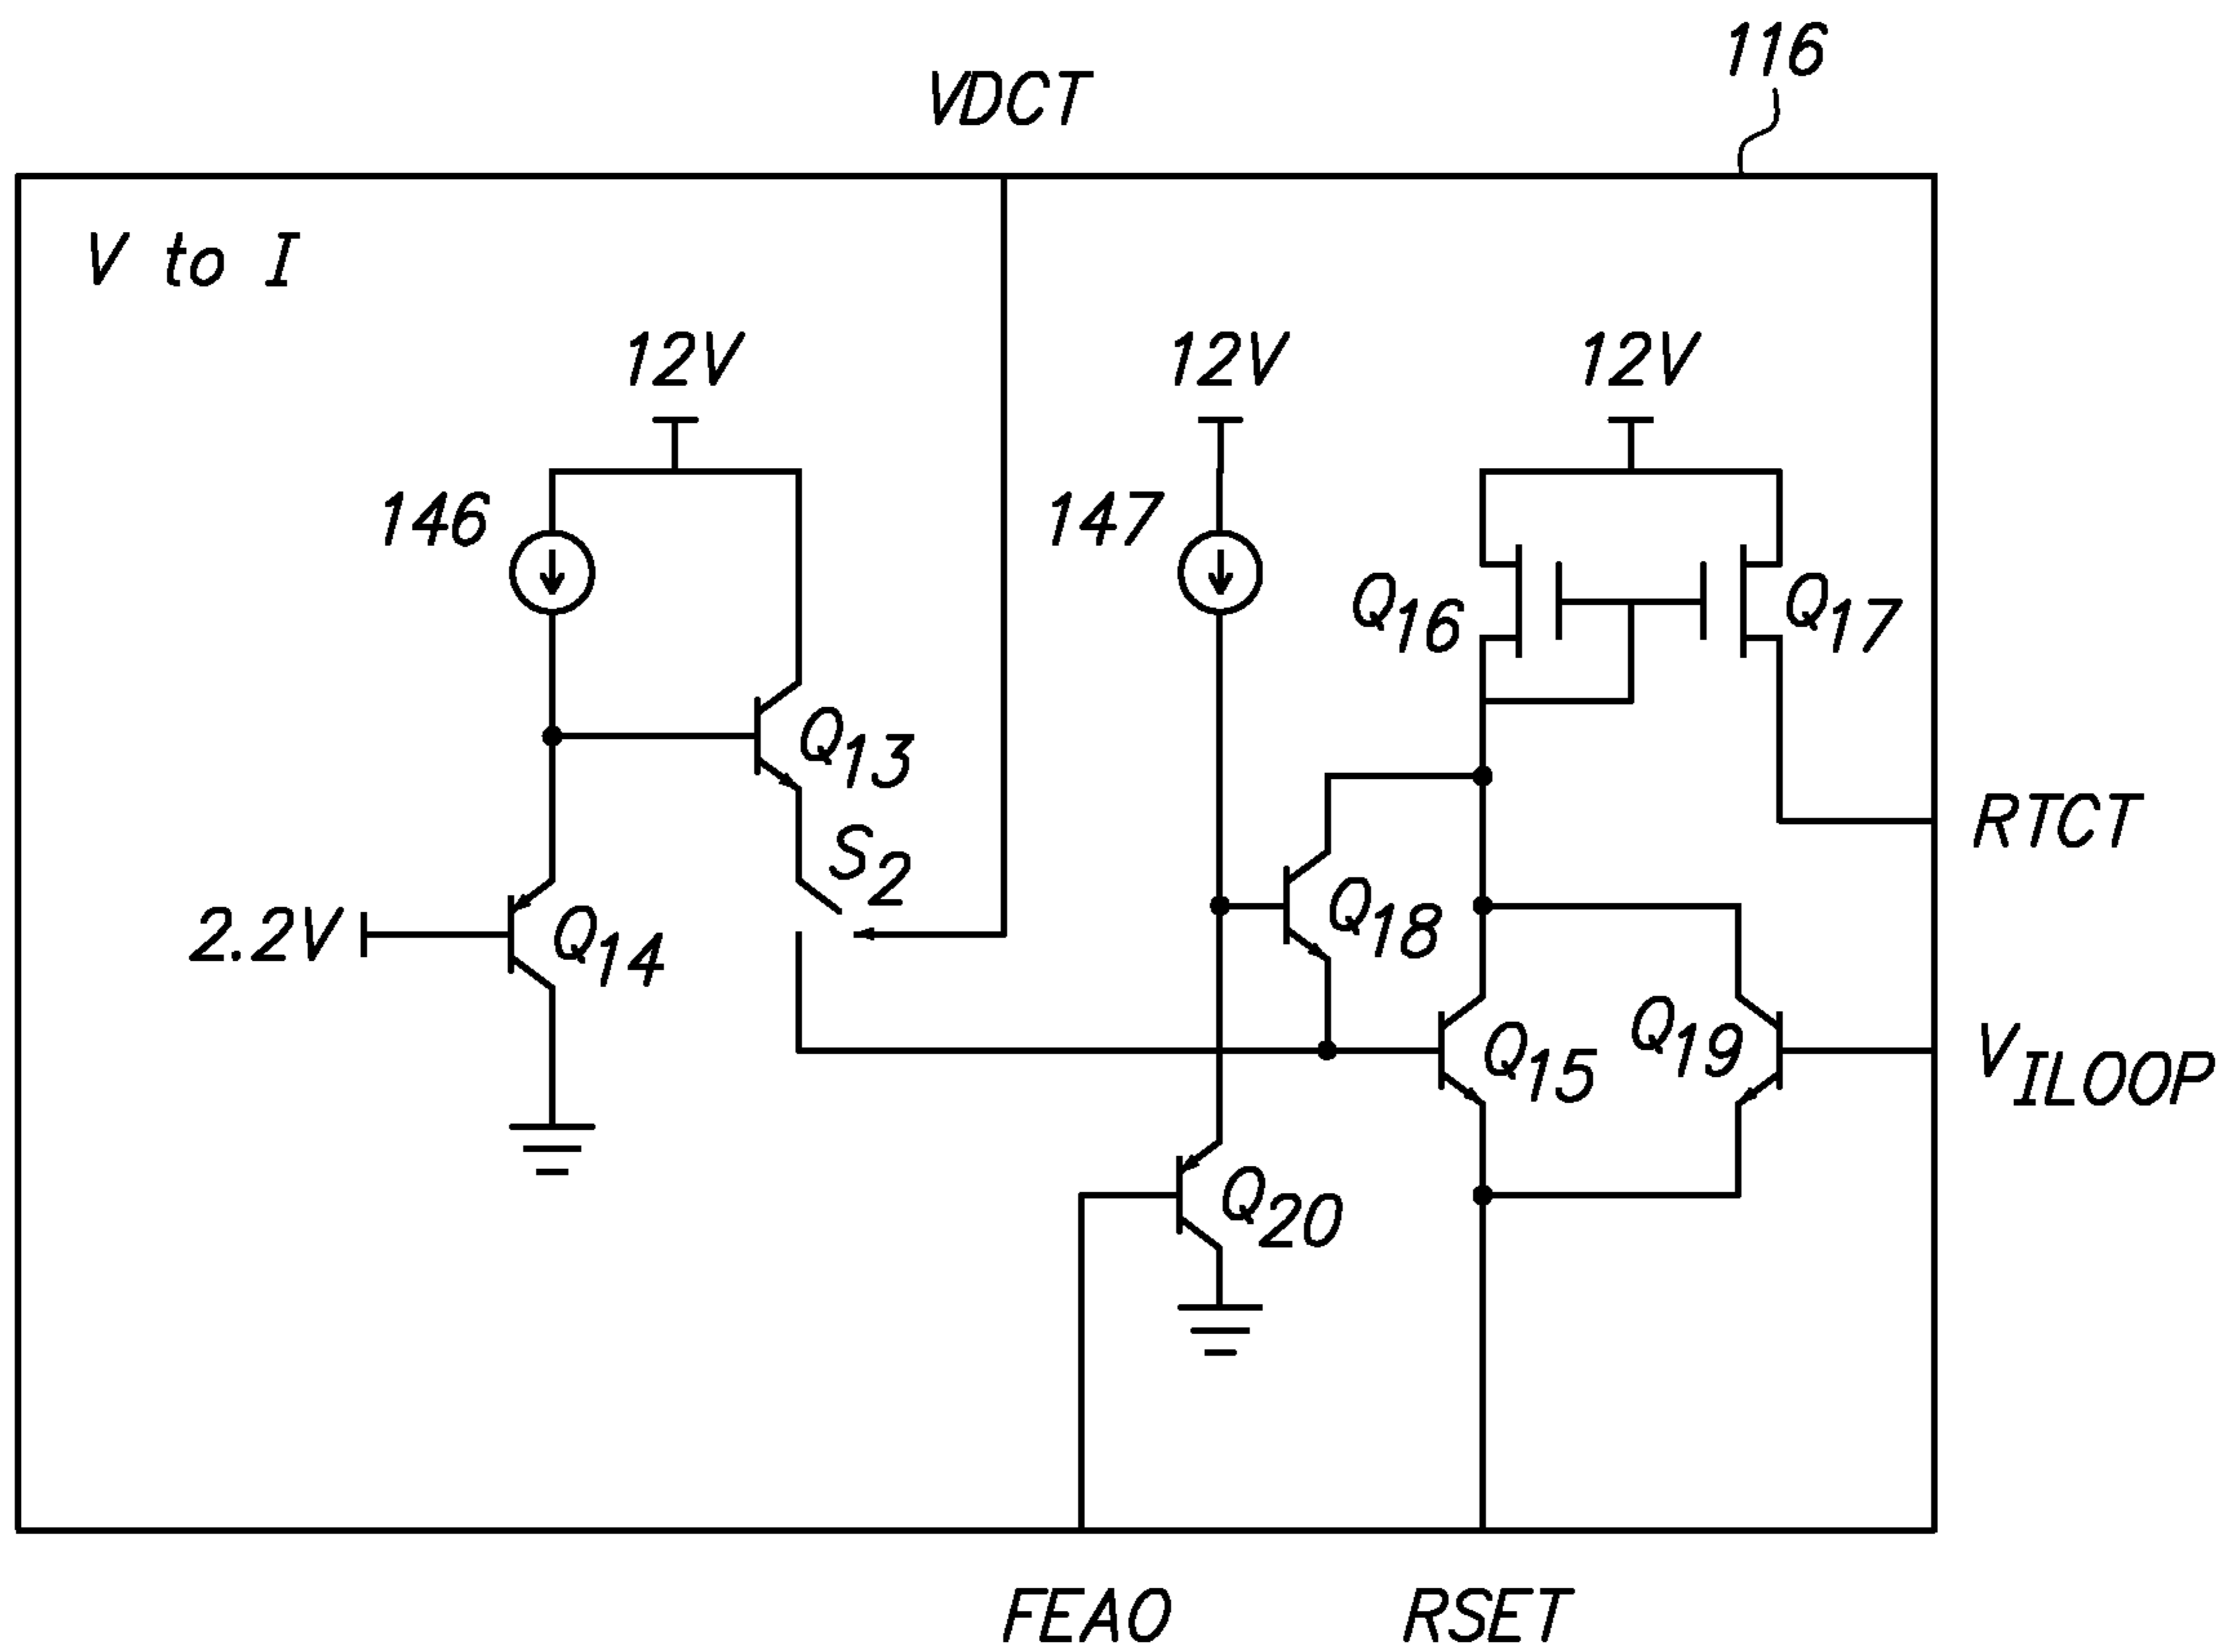 116
VDCT
V to I
12V
12V
12V
146
147
Q16
Q17
Q13
S2
RTCT
2.2V
Q14
Q18
Q15
Q19
VILOOP
Q20
FEAO
RSET